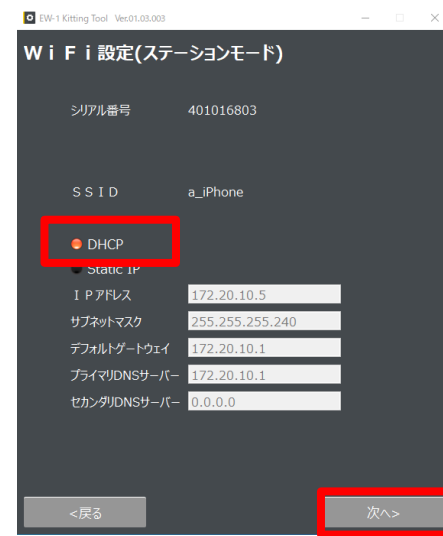 EW-1 Kitting Tool Ver.01.03.003
WiFi設定(ステーションモード)
シリアル番号 401016803
SSID a_iPhone
DHCP
Static IP
IPアドレス 172.20.10.5
サブネットマスク 255.255.255.240
デフォルトゲートウェイ 172.20.10.1
プライマリDNSサーバー 172.20.10.1
セカンダリDNSサーバー 0.0.0.0
<戻る 次へ>